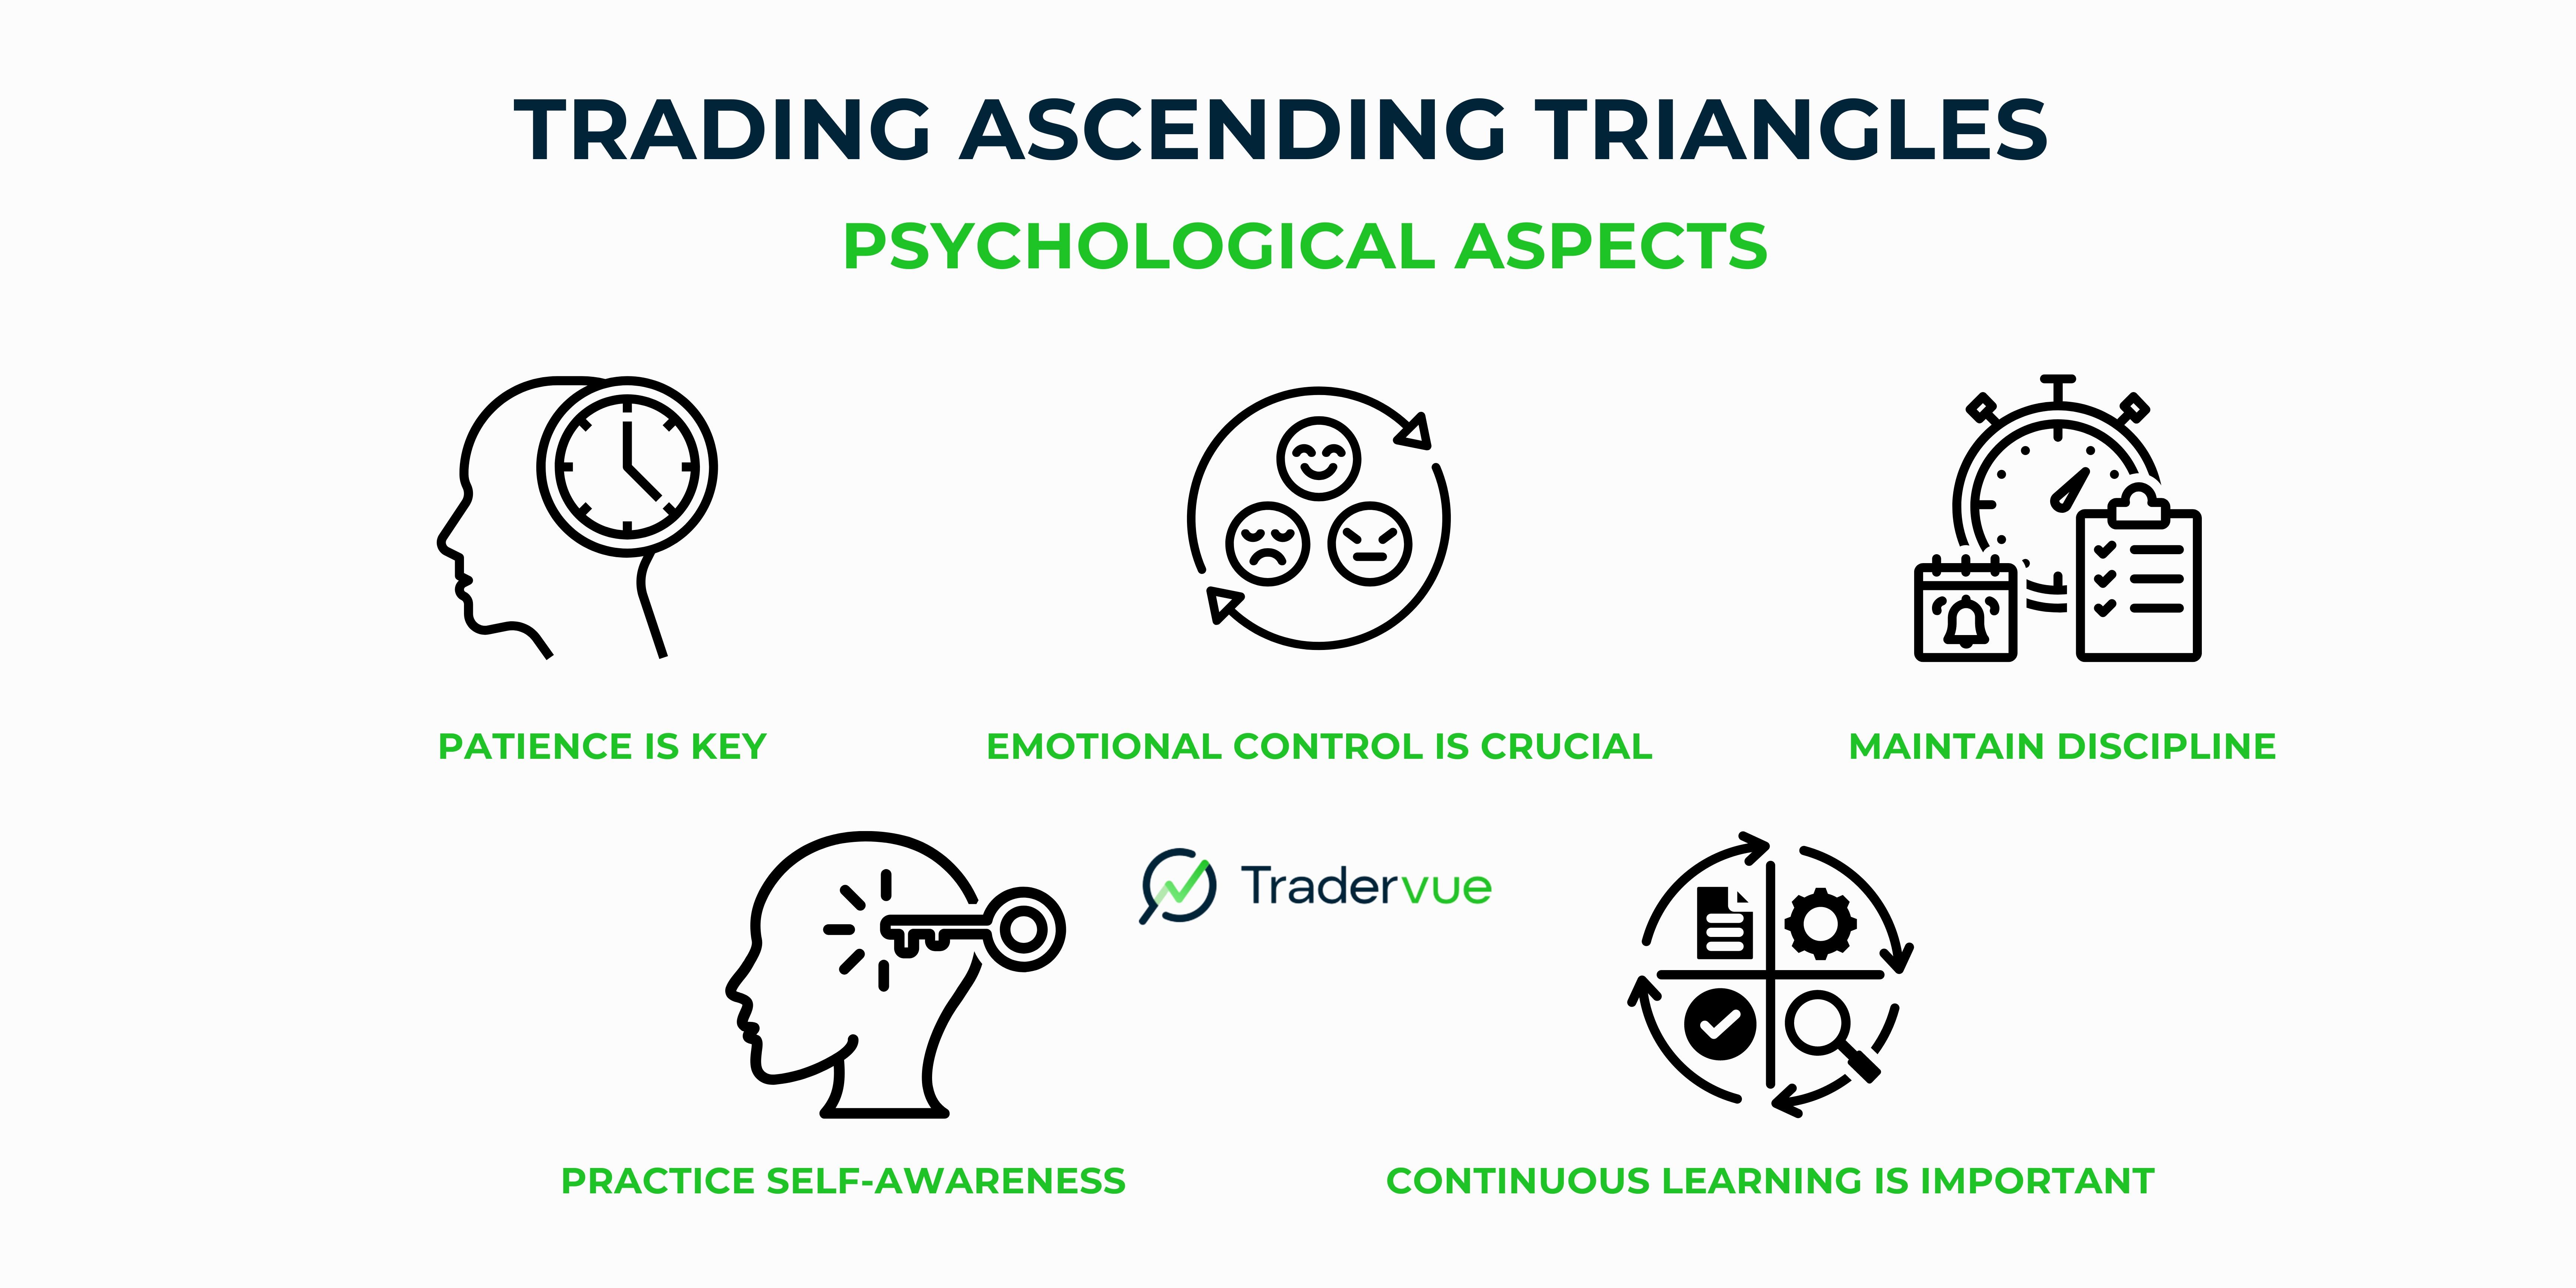 TRADING ASCENDING TRIANGLES
PSYCHOLOGICAL ASPECTS
PATIENCE IS KEY
EMOTIONAL CONTROL IS CRUCIAL
MAINTAIN DISCIPLINE
Tradervue
PRACTICE SELF-AWARENESS
CONTINUOUS LEARNING IS IMPORTANT